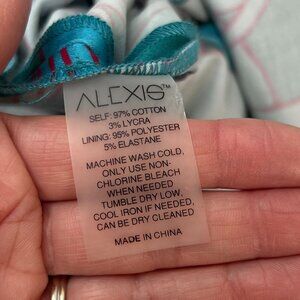 ALEXIS™
SELF: 97% COTTON
3% LYCRA
LINING: 95% POLYESTER
5% ELASTANE
MACHINE WASH COLD,
ONLY USE NON-
CHLORINE BLEACH
WHEN NEEDED
TUMBLE DRY LOW,
COOL IRON IF NEEDED,
CAN BE DRY CLEANED
MADE IN CHINA